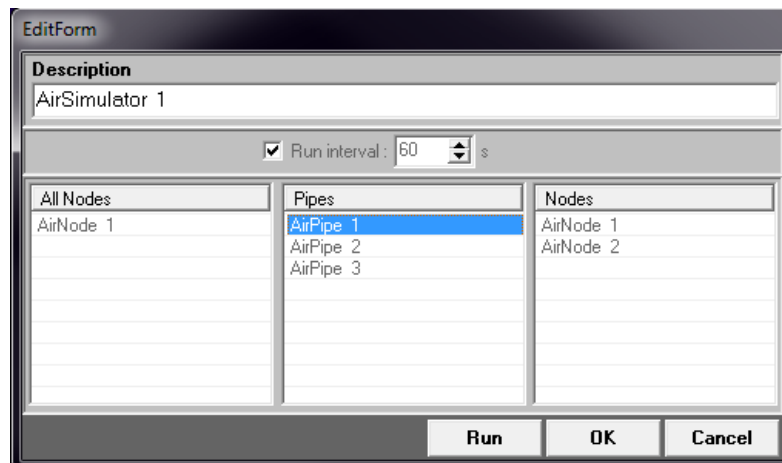 EditForm
Description
AirSimulator 1
Run interval : 60 s
All Nodes
AirNode 1
Pipes
AirPipe 1
AirPipe 2
AirPipe 3
Nodes
AirNode 1
AirNode 2
Run OK Cancel